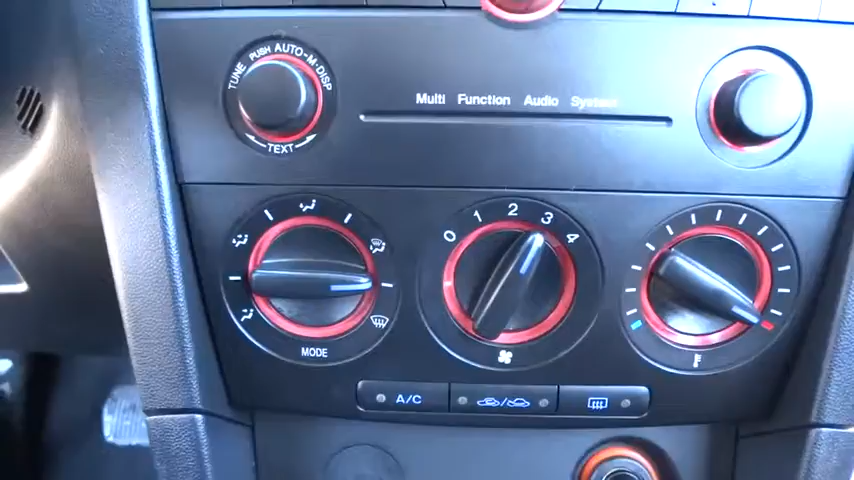 PUSH AUTO-M·DISP
TUNE
TEXT
Multi Function Audio System
0 1 2 3 4
MODE
A/C